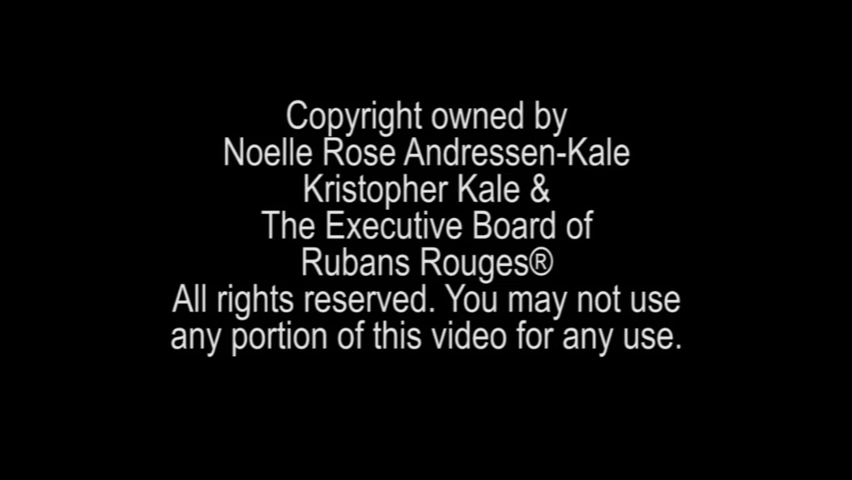 Copyright owned by
Noelle Rose Andressen-Kale
Kristopher Kale &
The Executive Board of
Rubans Rouges®
All rights reserved. You may not use
any portion of this video for any use.